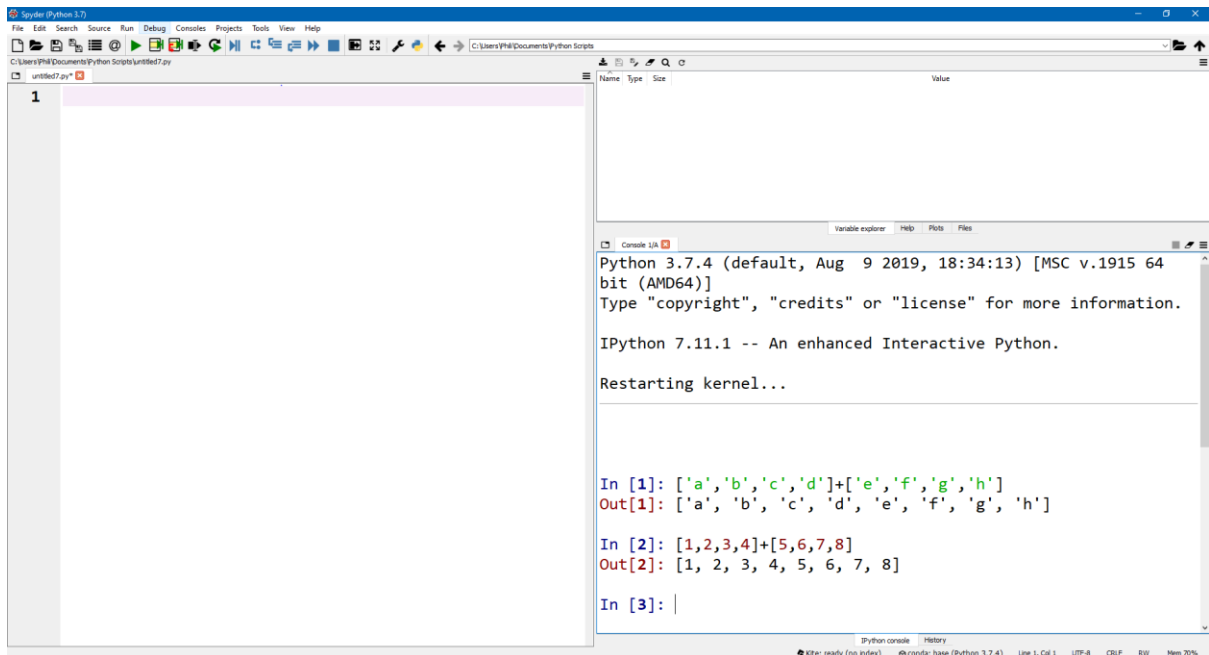 Spyder (Python 3.7)
File Edit Search Source Run Debug Consoles Projects Tools View Help
C:\Users\Phil\Documents\Python Scripts
C:\Users\Phil\Documents\Python Scripts\untitled7.py
untitled7.py*
1
Name Type Size Value
Variable explorer Help Plots Files
Console 1/A
Python 3.7.4 (default, Aug  9 2019, 18:34:13) [MSC v.1915 64
bit (AMD64)]
Type "copyright", "credits" or "license" for more information.
IPython 7.11.1 -- An enhanced Interactive Python.
Restarting kernel...
In [1]: ['a','b','c','d']+['e','f','g','h']
Out[1]: ['a', 'b', 'c', 'd', 'e', 'f', 'g', 'h']
In [2]: [1,2,3,4]+[5,6,7,8]
Out[2]: [1, 2, 3, 4, 5, 6, 7, 8]
In [3]:
IPython console History
Kite: ready (no index) conda: base (Python 3.7.4) Line 1, Col 1 UTF-8 CRLF RW Mem 70%